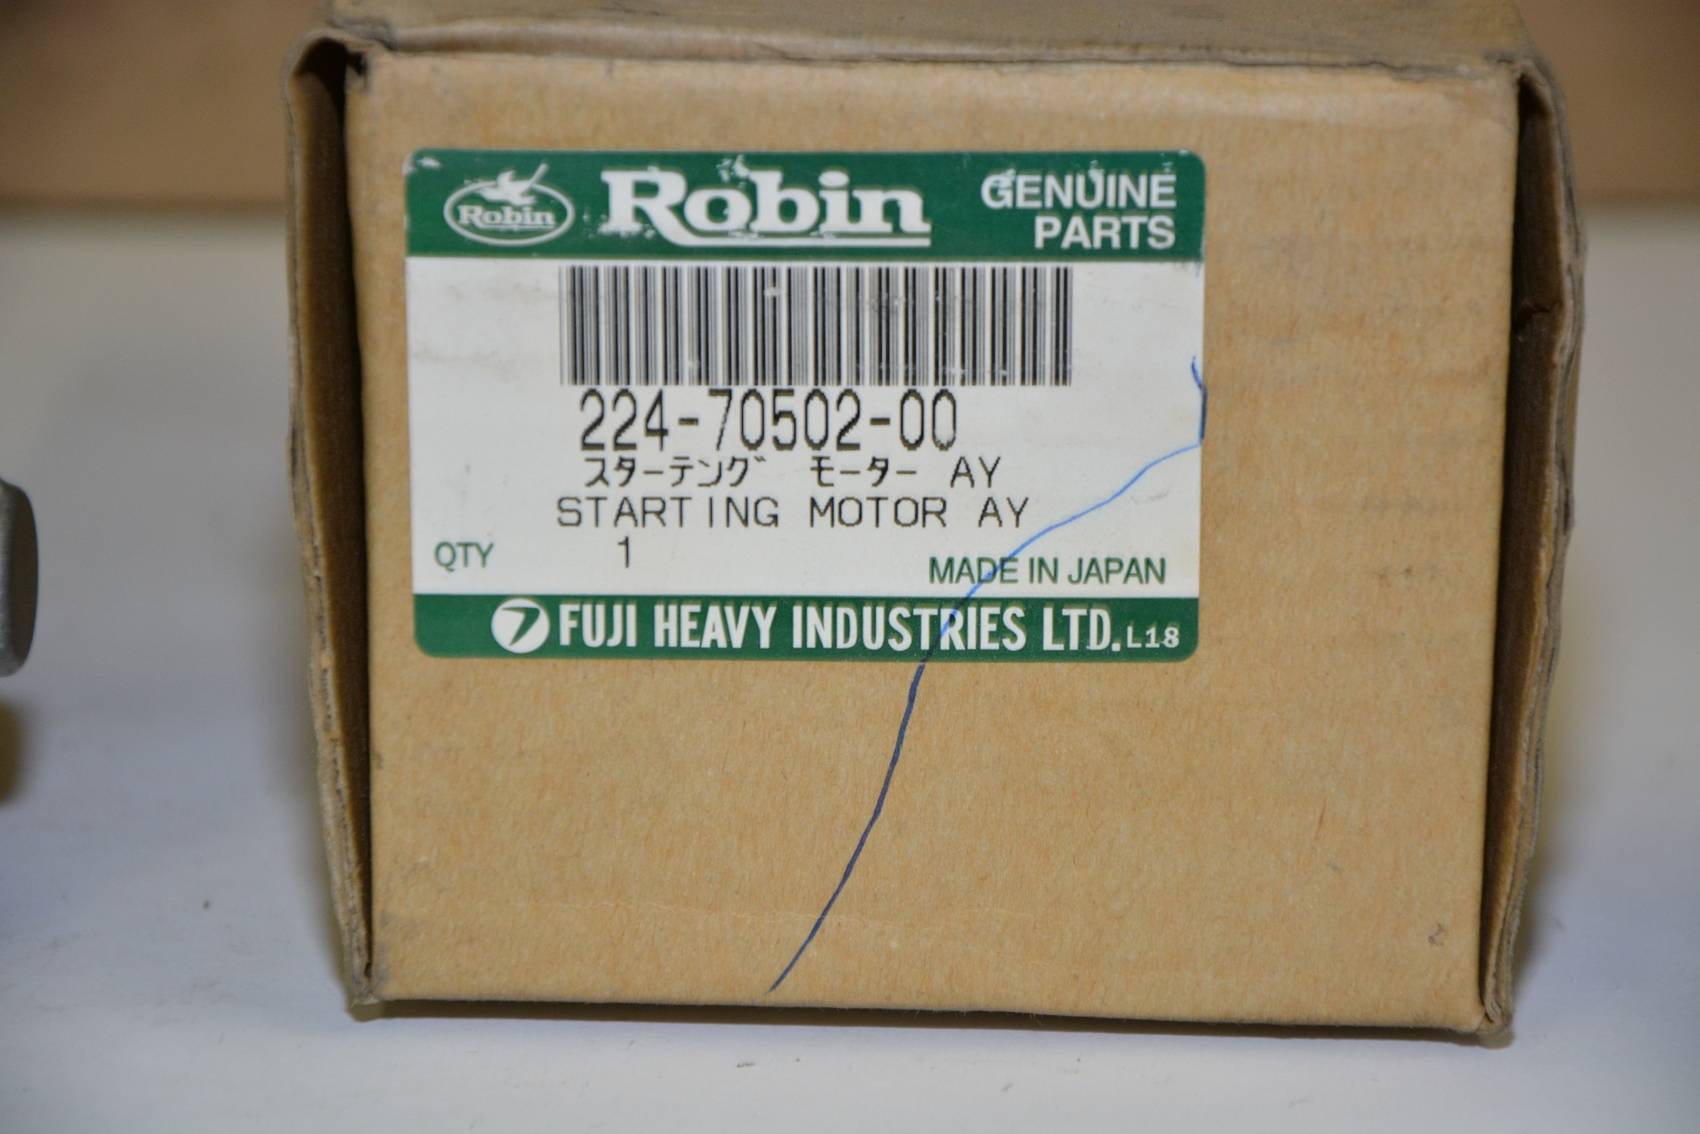 Robin
Robin
GENUINE
PARTS
224-70502-00
スターテング モーター AY
STARTING MOTOR AY
QTY 1
MADE IN JAPAN
FUJI HEAVY INDUSTRIES LTD. L18